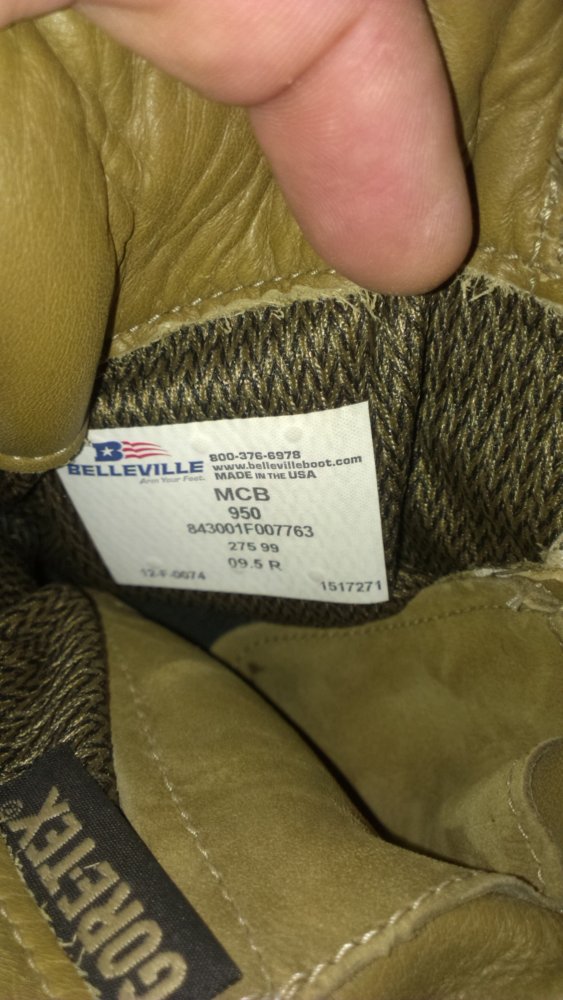 BELLEVILLE
Arm Your Feet.
800-376-6978
www.bellevilleboot.com
MADE IN THE USA
MCB
950
843001F007763
275 99
09.5 R
12-F-0074
1517271
GORE-TEX®